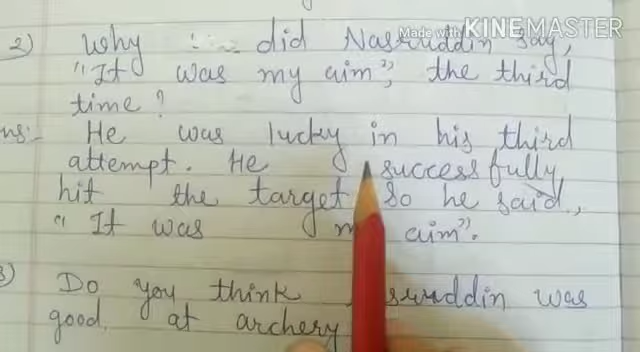 Made with KINEMASTER
2) Why did Nasruddin say,
"It was my aim", the third
time?
ns:- He was lucky in his third
attempt. He successfully
hit the target so he said,
"It was my aim".
3) Do you think Nasruddin was
good at archery